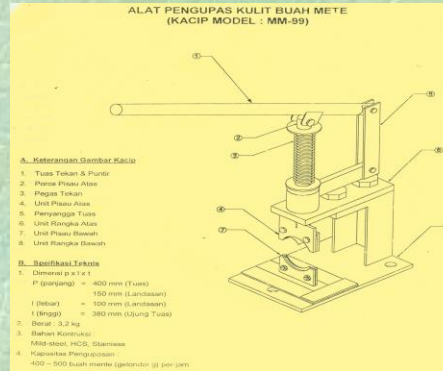 ALAT PENGUPAS KULIT BUAH METE
(KACIP MODEL : MM-99)
1
2
3
4
7
5
6
A. Keterangan Gambar Kacip
1. Tuas Tekan & Puntir
2. Poros Pisau Atas
3. Pegas Tekan
4. Unit Pisau Atas
5. Penyangga Tuas
6. Unit Rangka Atas
7. Unit Pisau Bawah
8. Unit Rangka Bawah
B. Spesifikasi Teknis
1. Dimensi p x l x t
P (panjang) = 400 mm (Tuas)
150 mm (Landasan)
l (lebar) = 100 mm (Landasan)
t (tinggi) = 380 mm (Ujung Tuas)
2. Berat : 3,2 kg
3. Bahan Konstruksi :
Mild-steel, HCS, Stainless
4. Kapasitas Pengupasan :
400 – 500 buah mente (gelondong) per jam